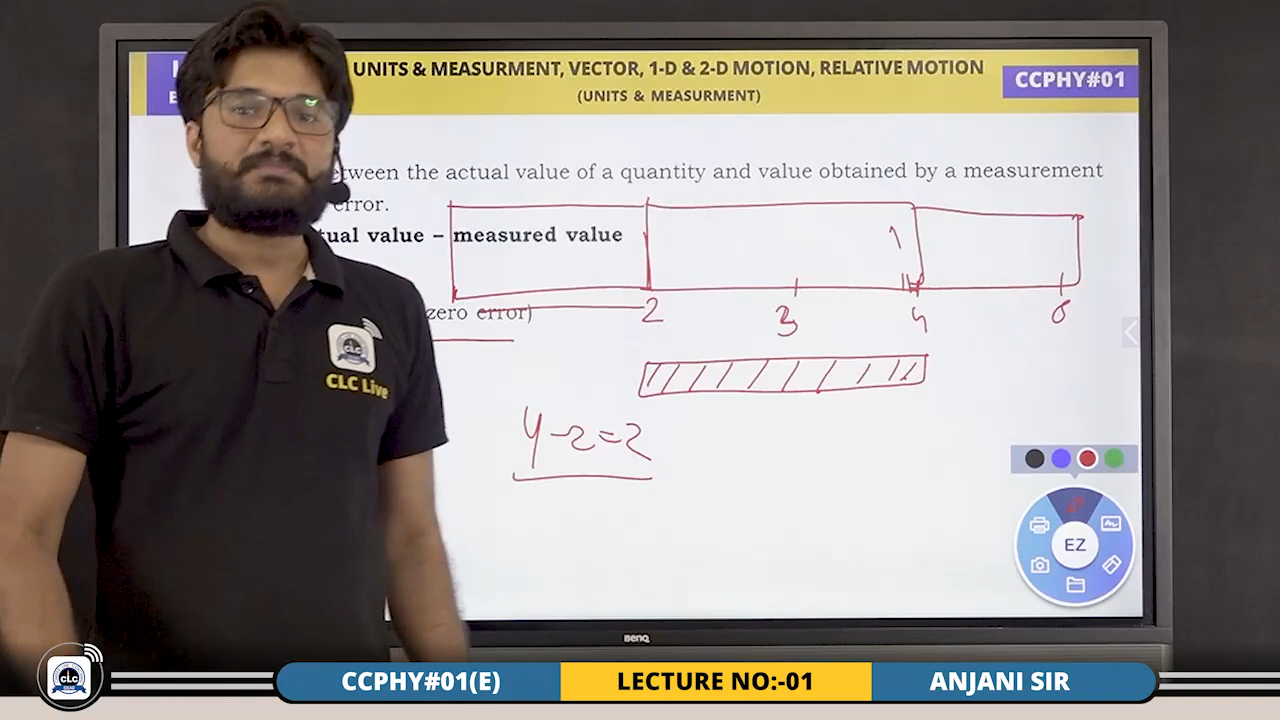 UNITS & MEASURMENT, VECTOR, 1-D & 2-D MOTION, RELATIVE MOTION
(UNITS & MEASURMENT)
CCPHY#01
between the actual value of a quantity and value obtained by a measurement
error.
tual value – measured value
zero error)
2 3 4
4-2=2
CLC Live
EZ
BENQ
CLC
CCPHY#01(E)
LECTURE NO:-01
ANJANI SIR